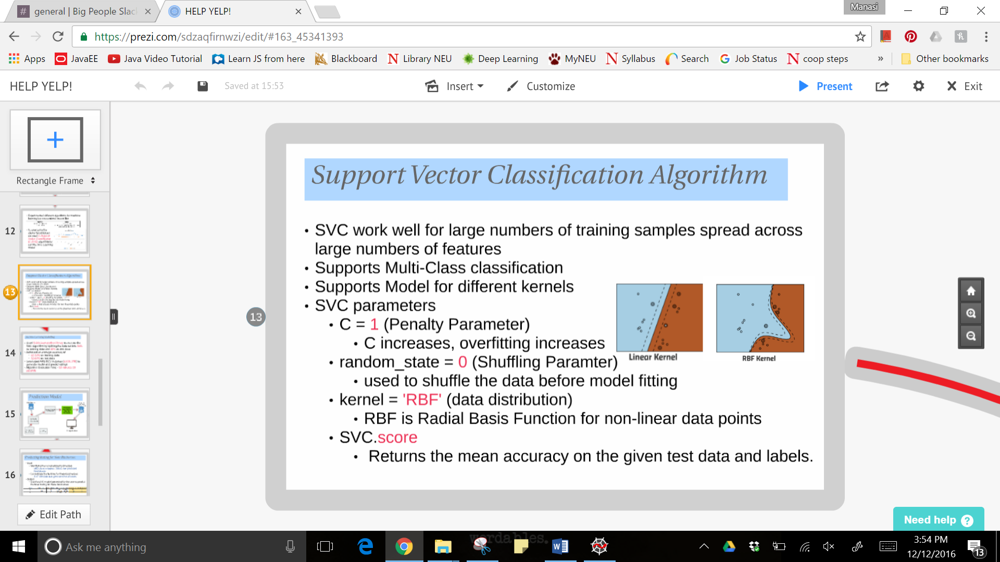 general | Big People Slac
HELP YELP!
Manasi
https://prezi.com/sdzaqfirnwzi/edit/#163_45341393
Apps
JavaEE
Java Video Tutorial
Learn JS from here
Blackboard
Library NEU
Deep Learning
MyNEU
Syllabus
Search
Job Status
coop steps
»
Other bookmarks
HELP YELP!
Saved at 15:53
Insert
Customize
Present
Exit
Rectangle Frame
12
13
14
15
Prediction Model
16
Edit Path
13
Support Vector Classification Algorithm
• SVC work well for large numbers of training samples spread across
large numbers of features
• Supports Multi-Class classification
• Supports Model for different kernels
• SVC parameters
• C = 1 (Penalty Parameter)
• C increases, overfitting increases
• random_state = 0 (Shuffling Paramter)
• used to shuffle the data before model fitting
• kernel = 'RBF' (data distribution)
• RBF is Radial Basis Function for non-linear data points
• SVC.score
• Returns the mean accuracy on the given test data and labels.
Linear Kernel
RBF Kernel
Need help ?
Ask me anything
wordables.
3:54 PM
12/12/2016
13